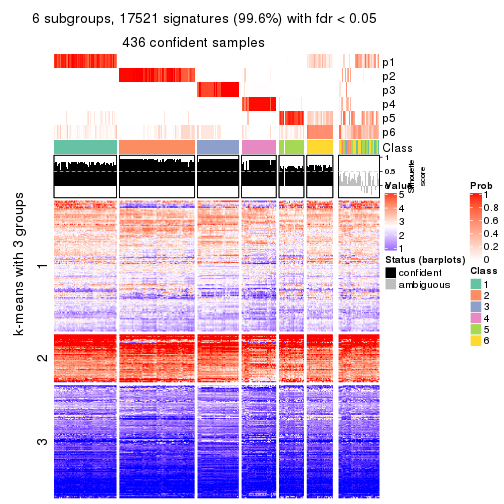 6 subgroups, 17521 signatures (99.6%) with fdr < 0.05
436 confident samples
p1
p2
p3
p4
p5
p6
Class
1
0.5
0
Silhouette
score
k-means with 3 groups
1
2
3
Value
5
4
3
2
1
Status (barplots)
confident
ambiguous
Prob
1
0.8
0.6
0.4
0.2
0
Class
1
2
3
4
5
6